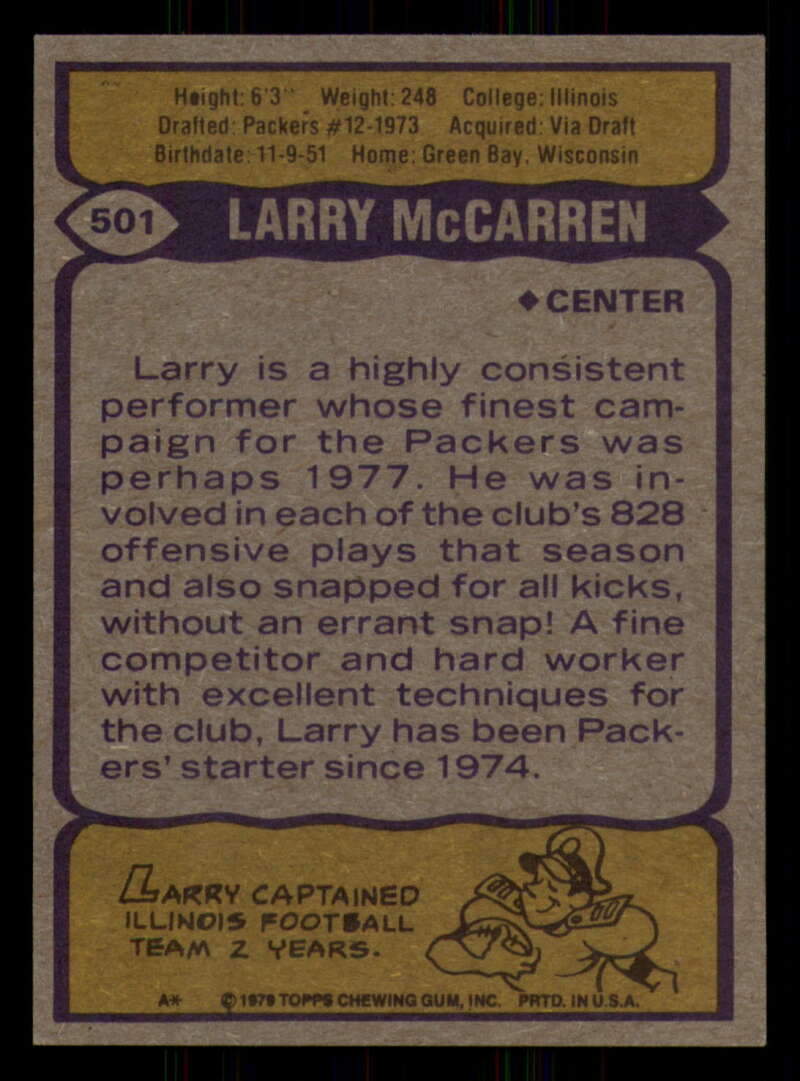 Height: 6'3" Weight: 248 College: Illinois
Drafted: Packers #12-1973 Acquired: Via Draft
Birthdate: 11-9-51 Home: Green Bay, Wisconsin
501 LARRY McCARREN
♦CENTER
Larry is a highly consistent
performer whose finest cam-
paign for the Packers was
perhaps 1977. He was in-
volved in each of the club's 828
offensive plays that season
and also snapped for all kicks,
without an errant snap! A fine
competitor and hard worker
with excellent techniques for
the club, Larry has been Pack-
ers' starter since 1974.
LARRY CAPTAINED
ILLINOIS FOOTBALL
TEAM 2 YEARS.
A* © 1979 TOPPS CHEWING GUM, INC. PRTD. IN U.S.A.